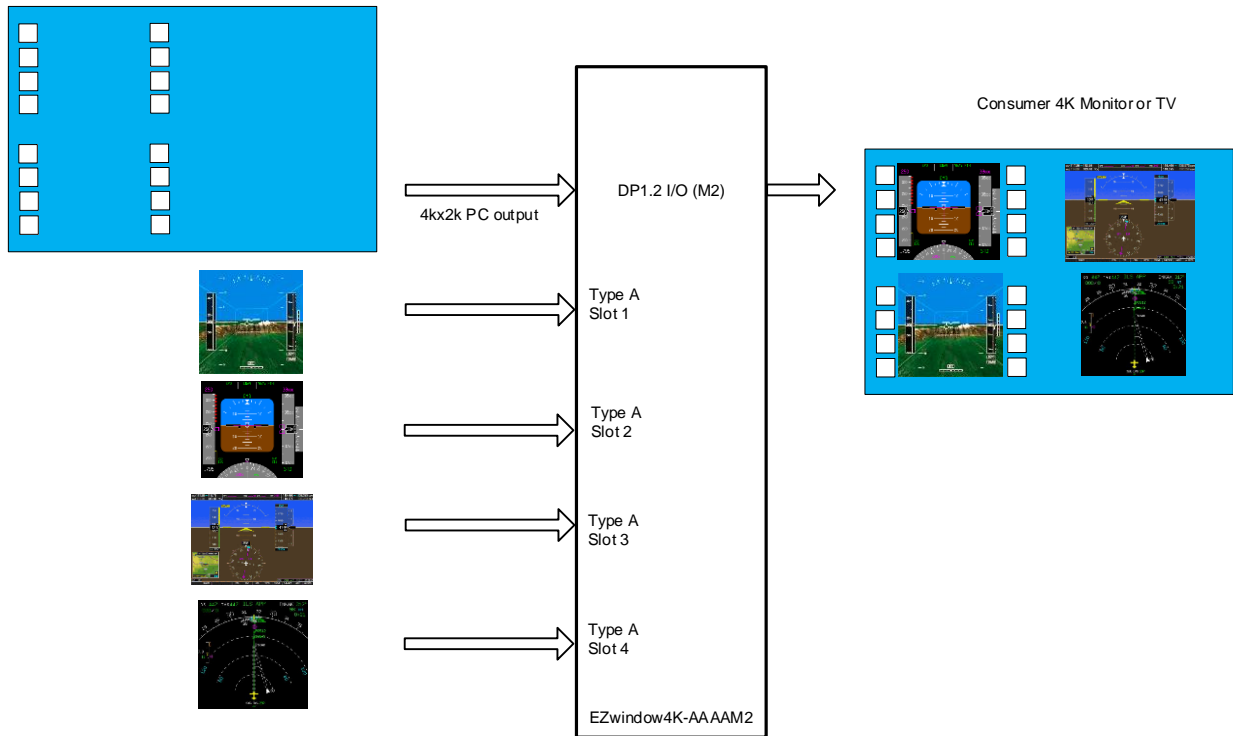 Consumer 4K Monitor or TV
DP1.2 I/O (M2)
4kx2k PC output
Type A
Slot 1
Type A
Slot 2
Type A
Slot 3
Type A
Slot 4
EZwindow4K-AAAAM2